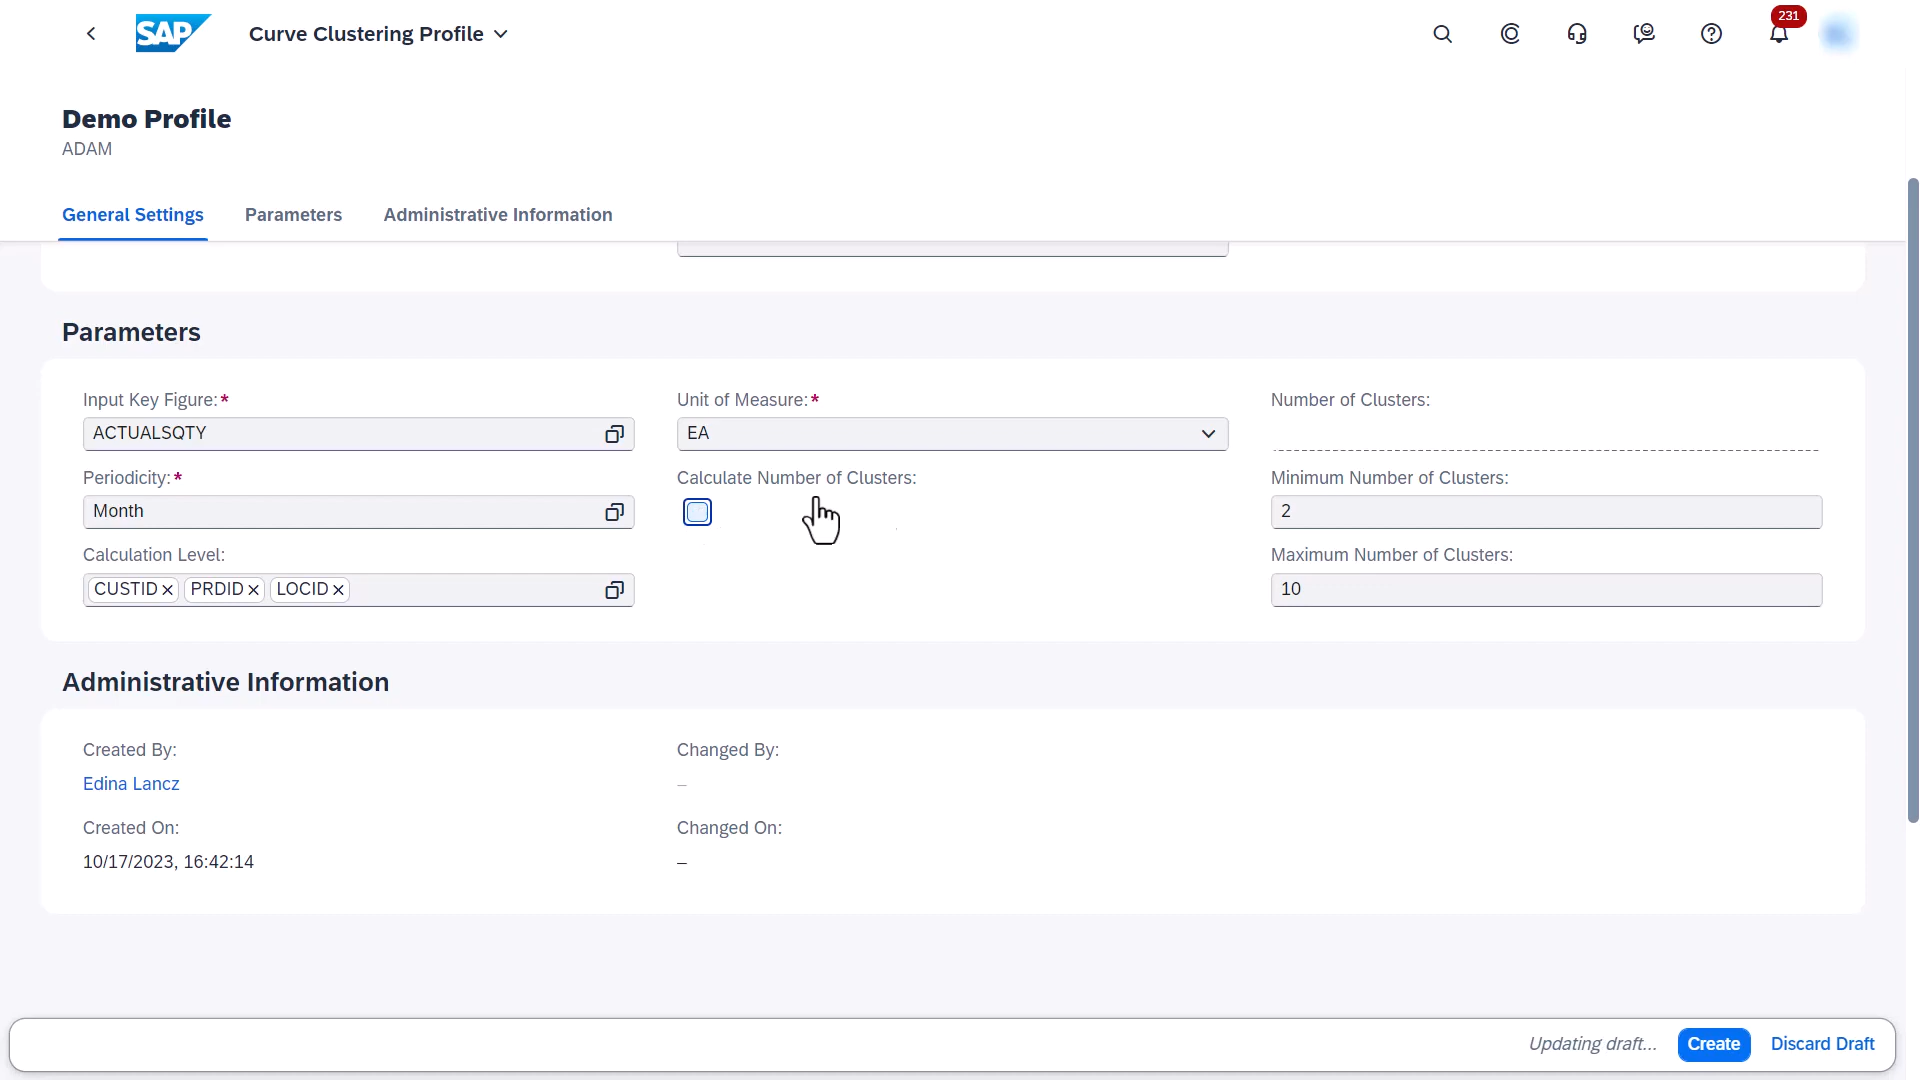 SAP
Curve Clustering Profile
231
Demo Profile
ADAM
General Settings
Parameters
Administrative Information
Parameters
Input Key Figure:*
ACTUALSQTY
Unit of Measure:*
EA
Number of Clusters:
Periodicity:*
Month
Calculate Number of Clusters:
Minimum Number of Clusters:
2
Calculation Level:
CUSTID PRDID LOCID
Maximum Number of Clusters:
10
Administrative Information
Created By:
Edina Lancz
Changed By:
–
Created On:
10/17/2023, 16:42:14
Changed On:
–
Updating draft...
Create
Discard Draft